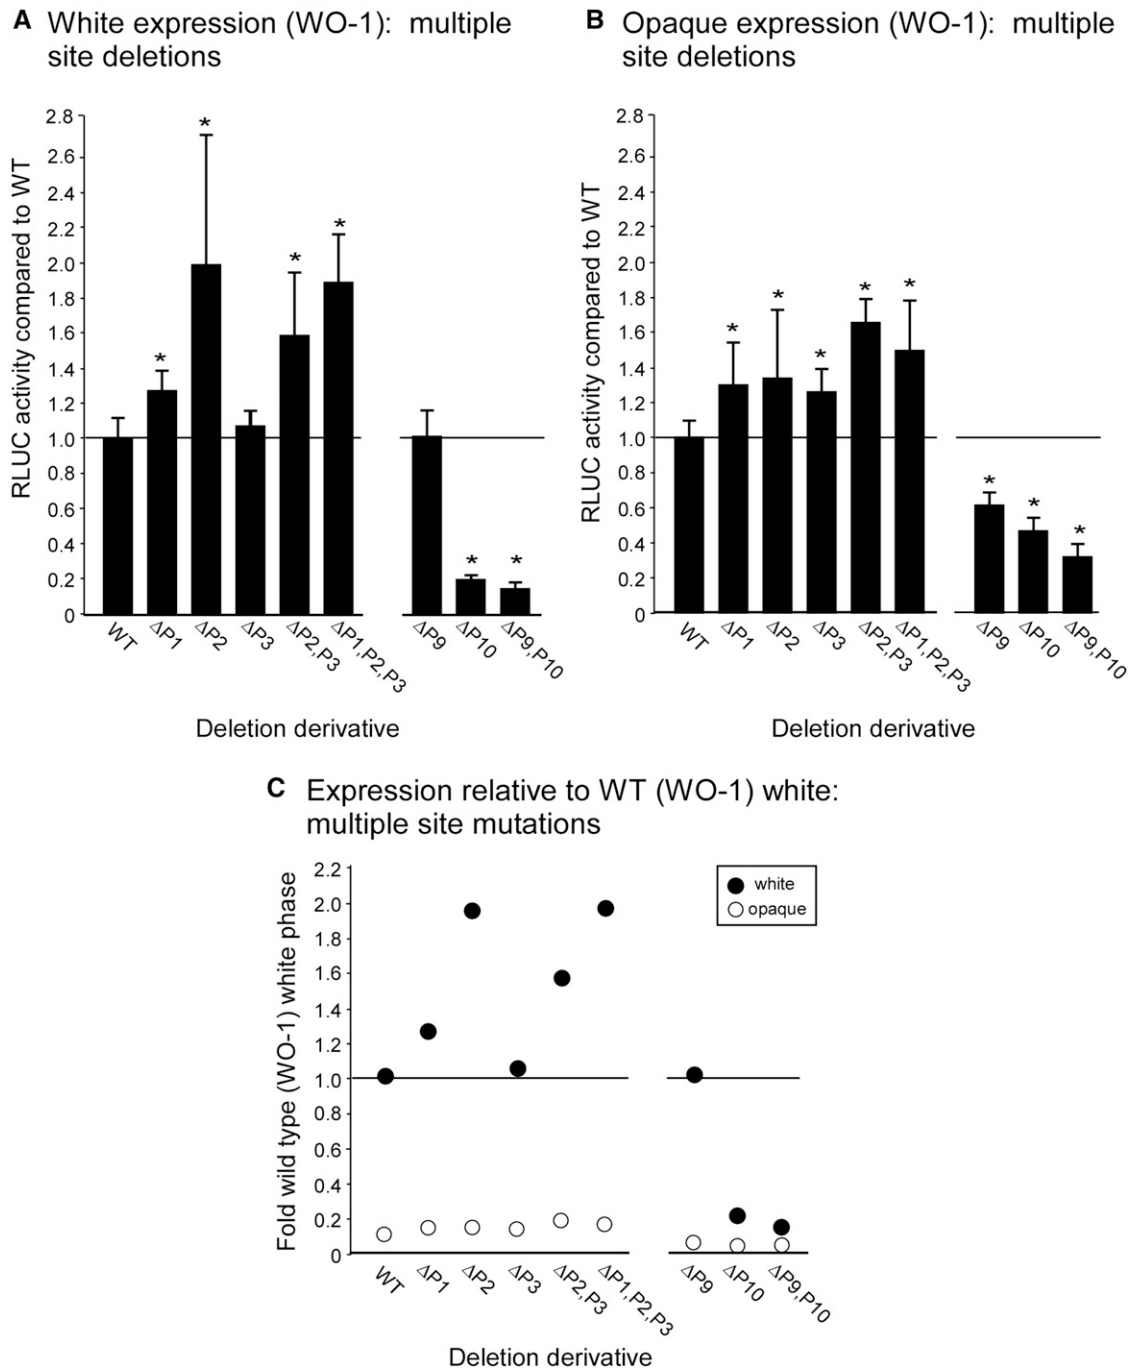 A White expression (WO-1): multiple
site deletions
RLUC activity compared to WT
2.8
2.6
2.4
2.2
2.0
1.8
1.6
1.4
1.2
1.0
0.8
0.6
0.4
0.2
0
*
*
*
*
*
*
WT
ΔP1
ΔP2
ΔP3
ΔP2,P3
ΔP1,P2,P3
ΔP9
ΔP10
ΔP9,P10
Deletion derivative
B Opaque expression (WO-1): multiple
site deletions
RLUC activity compared to WT
2.8
2.6
2.4
2.2
2.0
1.8
1.6
1.4
1.2
1.0
0.8
0.6
0.4
0.2
0
*
*
*
*
*
*
*
*
WT
ΔP1
ΔP2
ΔP3
ΔP2,P3
ΔP1,P2,P3
ΔP9
ΔP10
ΔP9,P10
Deletion derivative
C Expression relative to WT (WO-1) white:
multiple site mutations
Fold wild type (WO-1) white phase
2.2
2.0
1.8
1.6
1.4
1.2
1.0
0.8
0.6
0.4
0.2
0
white
opaque
WT
ΔP1
ΔP2
ΔP3
ΔP2,P3
ΔP1,P2,P3
ΔP9
ΔP10
ΔP9,P10
Deletion derivative